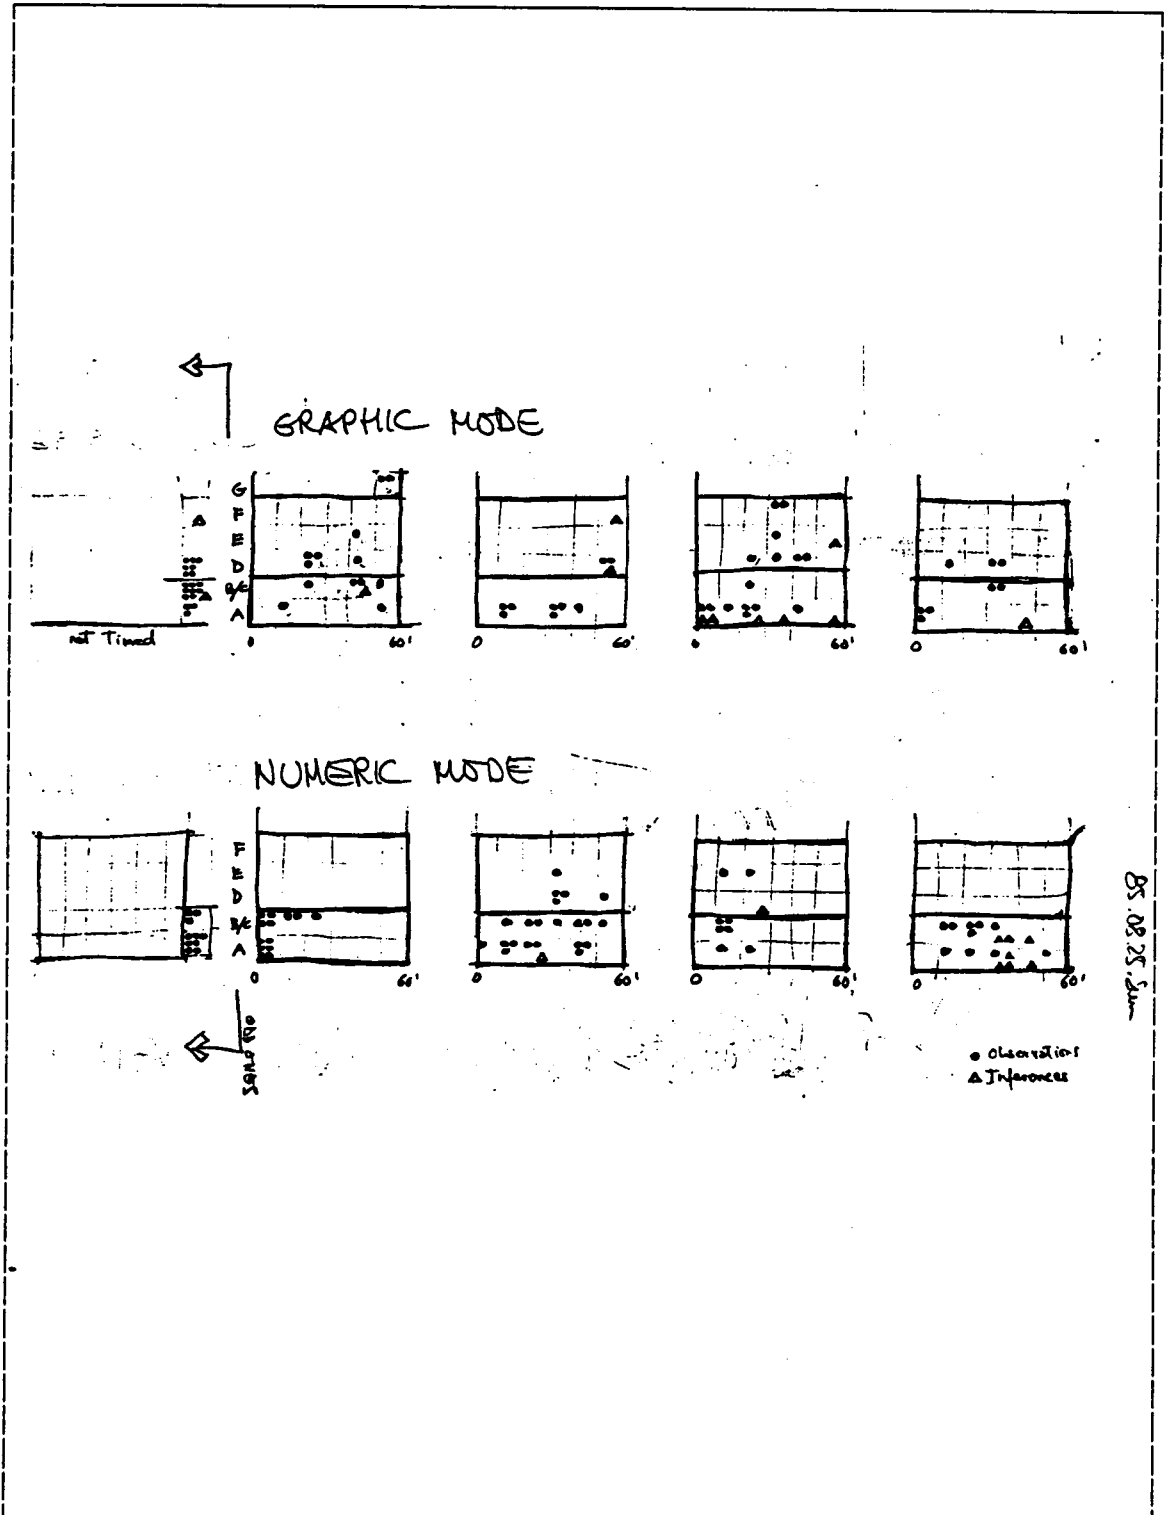 GRAPHIC MODE
G
F
E
D
B/C
A
not Timed
0 60'
0 60'
0 60'
0 60'
NUMERIC MODE
F
E
D
B/C
A
0 60'
0 60'
0 60'
0 60'
• Observations
△ Inferences
85.08.25.Sun